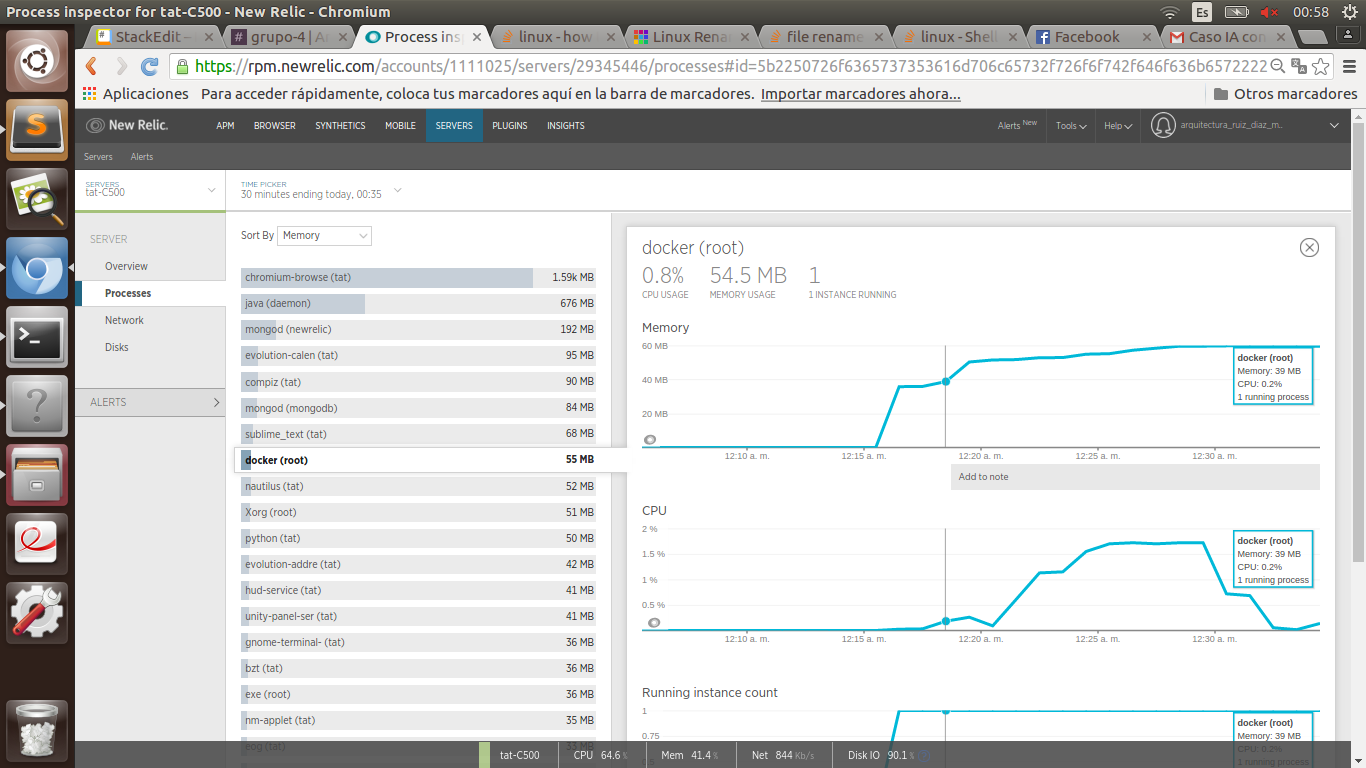 Process inspector for tat-C500 - New Relic - Chromium
Es
00:58
StackEdit –
# grupo-4 | A
Process insp
linux - how
Linux Rena
file rename
linux - Shell
Facebook
Caso IA con
https://rpm.newrelic.com/accounts/1111025/servers/29345446/processes#id=5b2250726f6365737353616d706c65732f726f6f742f646f636b6572222
Aplicaciones
Para acceder rápidamente, coloca tus marcadores aquí en la barra de marcadores. Importar marcadores ahora...
Otros marcadores
New Relic.
APM
BROWSER
SYNTHETICS
MOBILE
SERVERS
PLUGINS
INSIGHTS
Alerts New
Tools
Help
arquitectura_ruiz_diaz_m..
Servers
Alerts
SERVERS
tat-C500
TIME PICKER
30 minutes ending today, 00:35
SERVER
Overview
Processes
Network
Disks
ALERTS
Sort By Memory
chromium-browse (tat) 1.59k MB
java (daemon) 676 MB
mongod (newrelic) 192 MB
evolution-calen (tat) 95 MB
compiz (tat) 90 MB
mongod (mongodb) 84 MB
sublime_text (tat) 68 MB
docker (root) 55 MB
nautilus (tat) 52 MB
Xorg (root) 51 MB
python (tat) 50 MB
evolution-addre (tat) 42 MB
hud-service (tat) 41 MB
unity-panel-ser (tat) 41 MB
gnome-terminal- (tat) 36 MB
bzt (tat) 36 MB
exe (root) 36 MB
nm-applet (tat) 35 MB
eog (tat) 33 MB
docker (root)
0.8% 54.5 MB 1
CPU USAGE MEMORY USAGE 1 INSTANCE RUNNING
Memory
60 MB
40 MB
20 MB
docker (root)
Memory: 39 MB
CPU: 0.2%
1 running process
12:10 a. m. 12:15 a. m. 12:20 a. m. 12:25 a. m. 12:30 a. m.
Add to note
CPU
2 %
1.5 %
1 %
0.5 %
docker (root)
Memory: 39 MB
CPU: 0.2%
1 running process
12:10 a. m. 12:15 a. m. 12:20 a. m. 12:25 a. m. 12:30 a. m.
Running instance count
1
0.75
docker (root)
Memory: 39 MB
tat-C500
CPU 64.6 %
Mem 41.4 %
Net 844 Kb/s
Disk IO 90.1 %